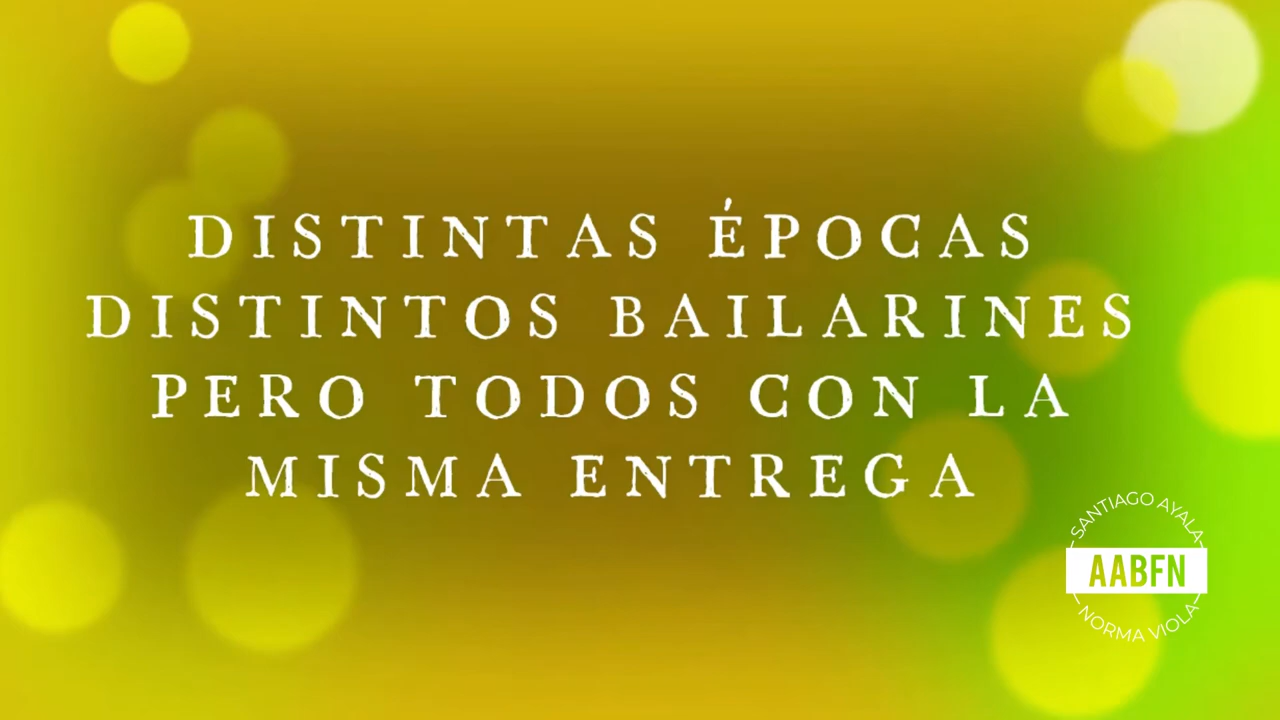 DISTINTAS ÉPOCAS
DISTINTOS BAILARINES
PERO TODOS CON LA
MISMA ENTREGA
SANTIAGO AYALA
AABFN
NORMA VIOLA